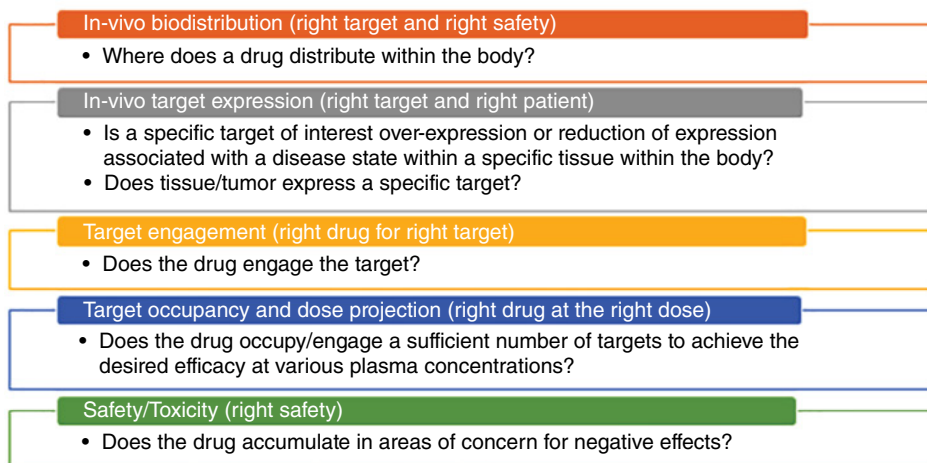 In-vivo biodistribution (right target and right safety)
• Where does a drug distribute within the body?
In-vivo target expression (right target and right patient)
• Is a specific target of interest over-expression or reduction of expression
associated with a disease state within a specific tissue within the body?
• Does tissue/tumor express a specific target?
Target engagement (right drug for right target)
• Does the drug engage the target?
Target occupancy and dose projection (right drug at the right dose)
• Does the drug occupy/engage a sufficient number of targets to achieve the
desired efficacy at various plasma concentrations?
Safety/Toxicity (right safety)
• Does the drug accumulate in areas of concern for negative effects?